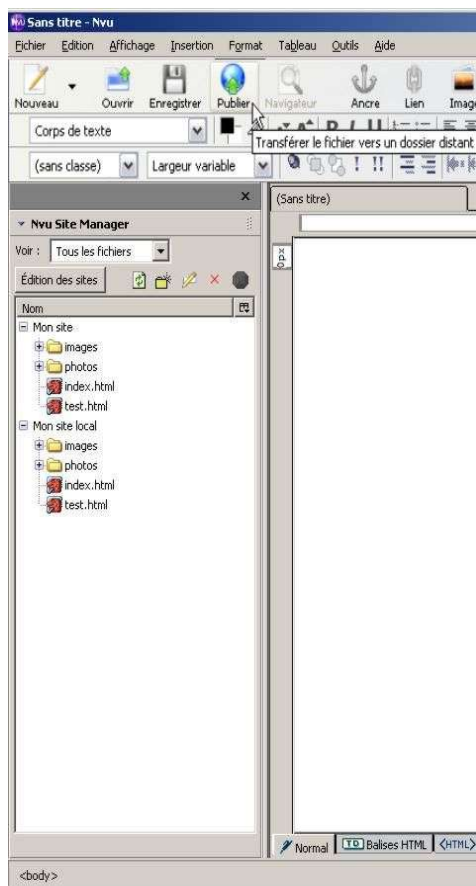 Sans titre - Nvu
Fichier Edition Affichage Insertion Format Tableau Outils Aide
Nouveau Ouvrir Enregistrer Publier Navigateur Ancre Lien Image
Corps de texte
Transférer le fichier vers un dossier distant
(sans classe) Largeur variable
(Sans titre)
Nvu Site Manager
Voir : Tous les fichiers
0px
Édition des sites
Nom
Mon site
images
photos
index.html
test.html
Mon site local
images
photos
index.html
test.html
Normal TD Balises HTML <HTML>
<body>